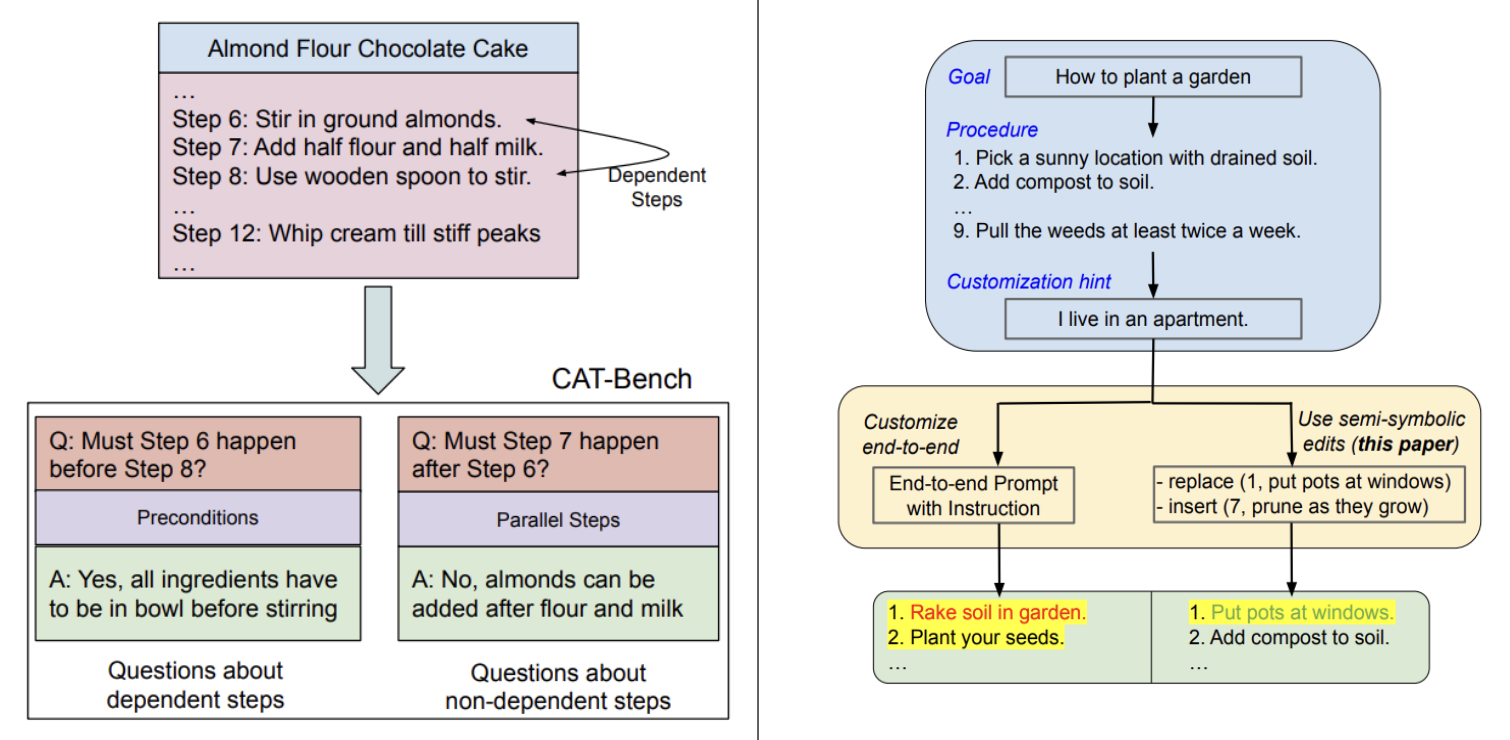 Almond Flour Chocolate Cake
...
Step 6: Stir in ground almonds.
Step 7: Add half flour and half milk.
Step 8: Use wooden spoon to stir.
...
Step 12: Whip cream till stiff peaks
...
Dependent
Steps
CAT-Bench
Q: Must Step 6 happen
before Step 8?
Preconditions
A: Yes, all ingredients have
to be in bowl before stirring
Questions about
dependent steps
Q: Must Step 7 happen
after Step 6?
Parallel Steps
A: No, almonds can be
added after flour and milk
Questions about
non-dependent steps
Goal
How to plant a garden
Procedure
1. Pick a sunny location with drained soil.
2. Add compost to soil.
...
9. Pull the weeds at least twice a week.
Customization hint
I live in an apartment.
Customize
end-to-end
End-to-end Prompt
with Instruction
Use semi-symbolic
edits (this paper)
- replace (1, put pots at windows)
- insert (7, prune as they grow)
1. Rake soil in garden.
2. Plant your seeds.
...
1. Put pots at windows.
2. Add compost to soil.
...